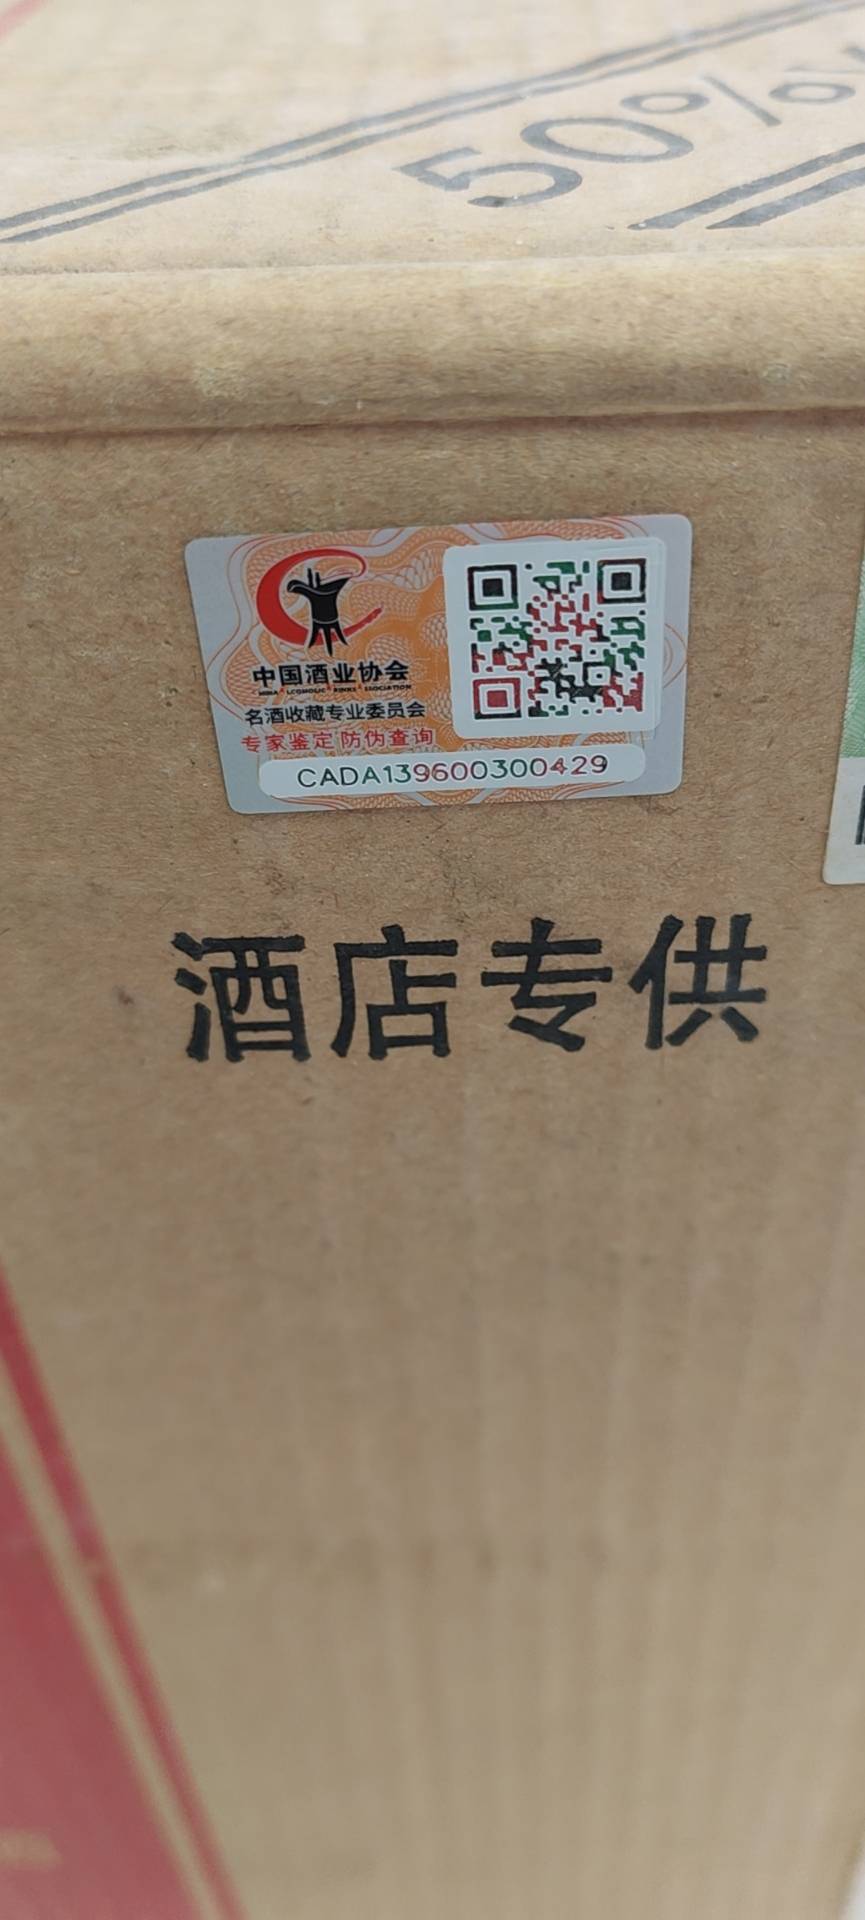 50%
中国酒业协会
名酒收藏专业委员会
专家鉴定 防伪查询
CADA139600300429
酒店专供